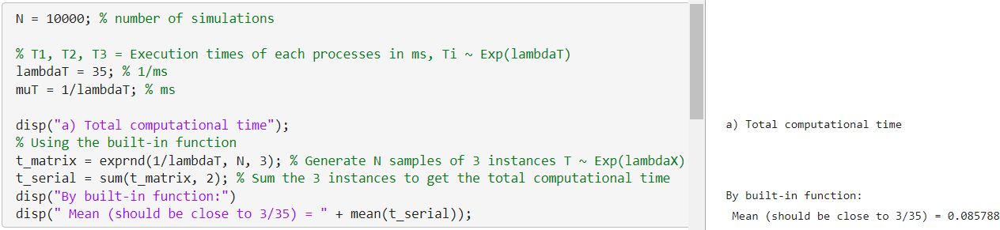 N = 10000; % number of simulations
% T1, T2, T3 = Execution times of each processes in ms, Ti ~ Exp(lambdaT)
lambdaT = 35; % 1/ms
muT = 1/lambdaT; % ms
disp("a) Total computational time");
% Using the built-in function
t_matrix = exprnd(1/lambdaT, N, 3); % Generate N samples of 3 instances T ~ Exp(lambdaX)
t_serial = sum(t_matrix, 2); % Sum the 3 instances to get the total computational time
disp("By built-in function:")
disp(" Mean (should be close to 3/35) = " + mean(t_serial));
a) Total computational time
By built-in function:
Mean (should be close to 3/35) = 0.085788